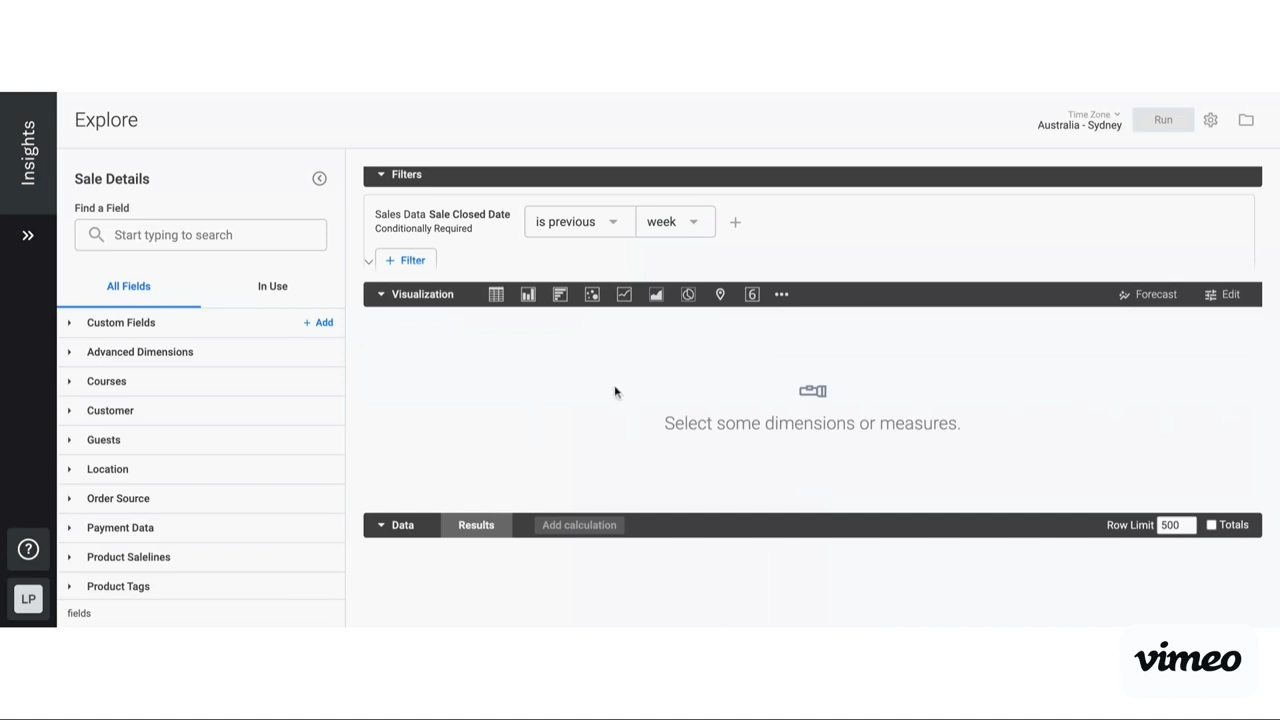 Insights
Explore
Time Zone
Australia - Sydney
Run
Sale Details
Find a Field
Start typing to search
All Fields
In Use
Custom Fields
+ Add
Advanced Dimensions
Courses
Customer
Guests
Location
Order Source
Payment Data
Product Salelines
Product Tags
fields
Filters
Sales Data Sale Closed Date
Conditionally Required
is previous
week
+ Filter
Visualization
6
Forecast
Edit
Select some dimensions or measures.
Data
Results
Add calculation
Row Limit 500
Totals
?
LP
vimeo